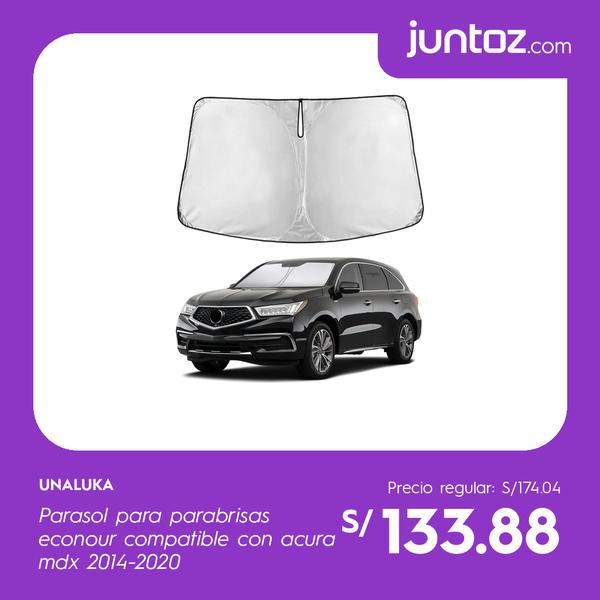 juntoz.com
UNALUKA
Parasol para parabrisas
econour compatible con acura
mdx 2014-2020
Precio regular: S/174.04
S/ 133.88